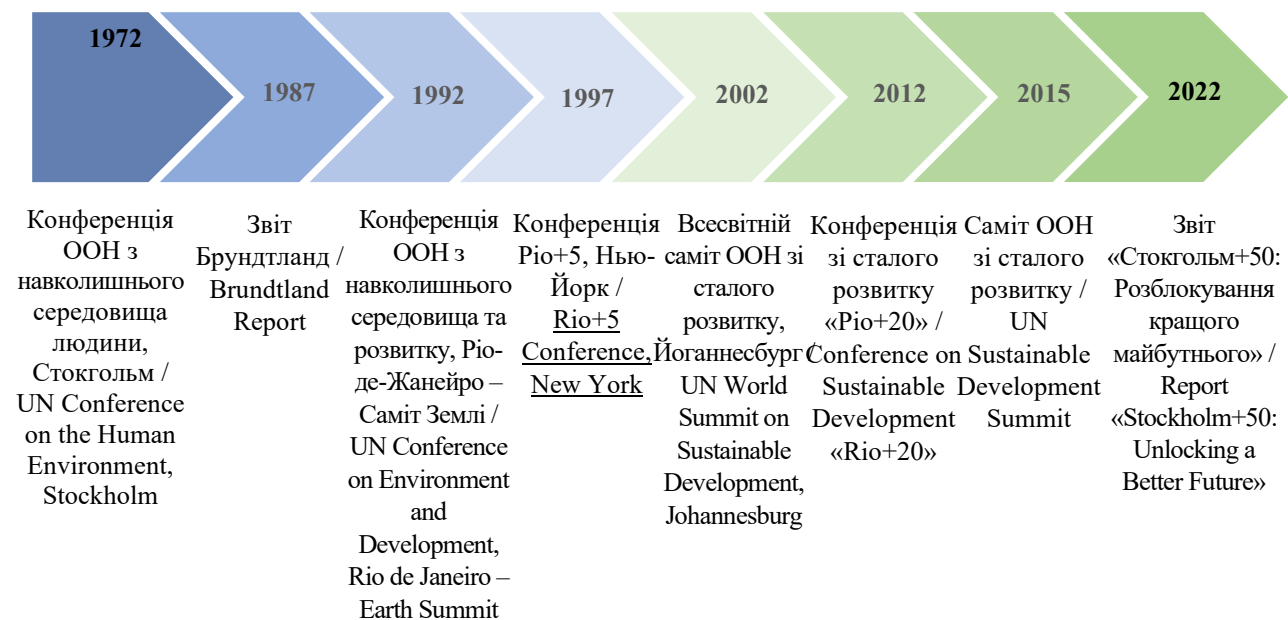 1972
1987
1992
1997
2002
2012
2015
2022
Конференція
ООН з
навколишнього
середовища
людини,
Стокгольм /
UN Conference
on the Human
Environment,
Stockholm
Звіт
Брундтланд /
Brundtland
Report
Конференція
ООН з
навколишнього
середовища та
розвитку, Ріо-
де-Жанейро –
Саміт Землі /
UN Conference
on Environment
and
Development,
Rio de Janeiro –
Earth Summit
Конференція
Ріо+5, Нью-
Йорк /
Rio+5
Conference,
New York
Всесвітній
саміт ООН зі
сталого
розвитку,
Йоганнесбург /
UN World
Summit on
Sustainable
Development,
Johannesburg
Конференція
зі сталого
розвитку
«Ріо+20» /
Conference on
Sustainable
Development
«Rio+20»
Саміт ООН
зі сталого
розвитку /
UN
Sustainable
Development
Summit
Звіт
«Стокгольм+50:
Розблокування
кращого
майбутнього» /
Report
«Stockholm+50:
Unlocking a
Better Future»